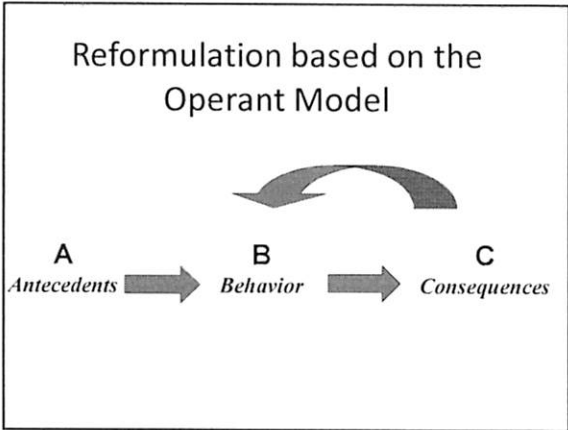 Reformulation based on the
Operant Model
A B C
Antecedents Behavior Consequences